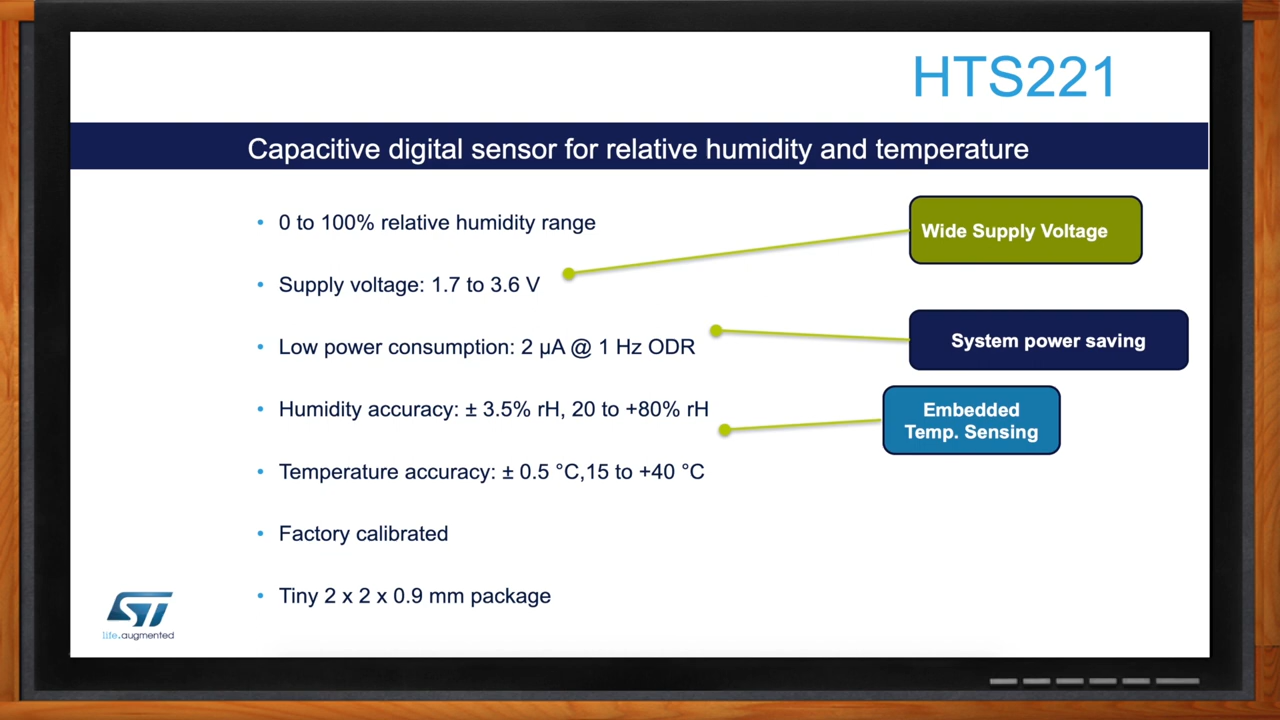 HTS221
Capacitive digital sensor for relative humidity and temperature
• 0 to 100% relative humidity range
Wide Supply Voltage
• Supply voltage: 1.7 to 3.6 V
System power saving
• Low power consumption: 2 µA @ 1 Hz ODR
• Humidity accuracy: ± 3.5% rH, 20 to +80% rH
Embedded
Temp. Sensing
• Temperature accuracy: ± 0.5 °C,15 to +40 °C
• Factory calibrated
• Tiny 2 x 2 x 0.9 mm package
ST
life.augmented